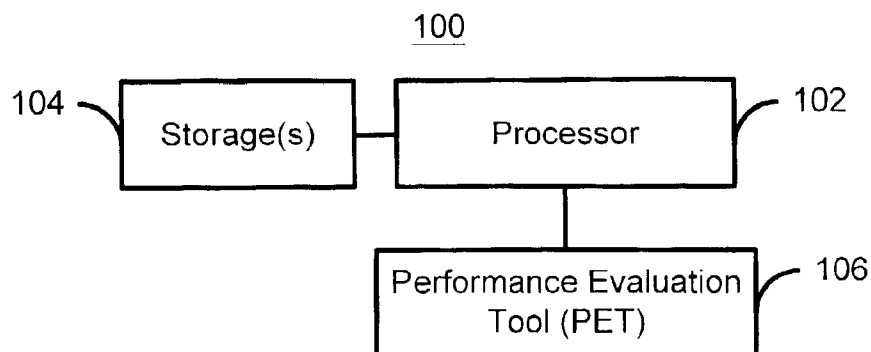 100
104
Storage(s)
Processor
102
Performance Evaluation
Tool (PET)
106